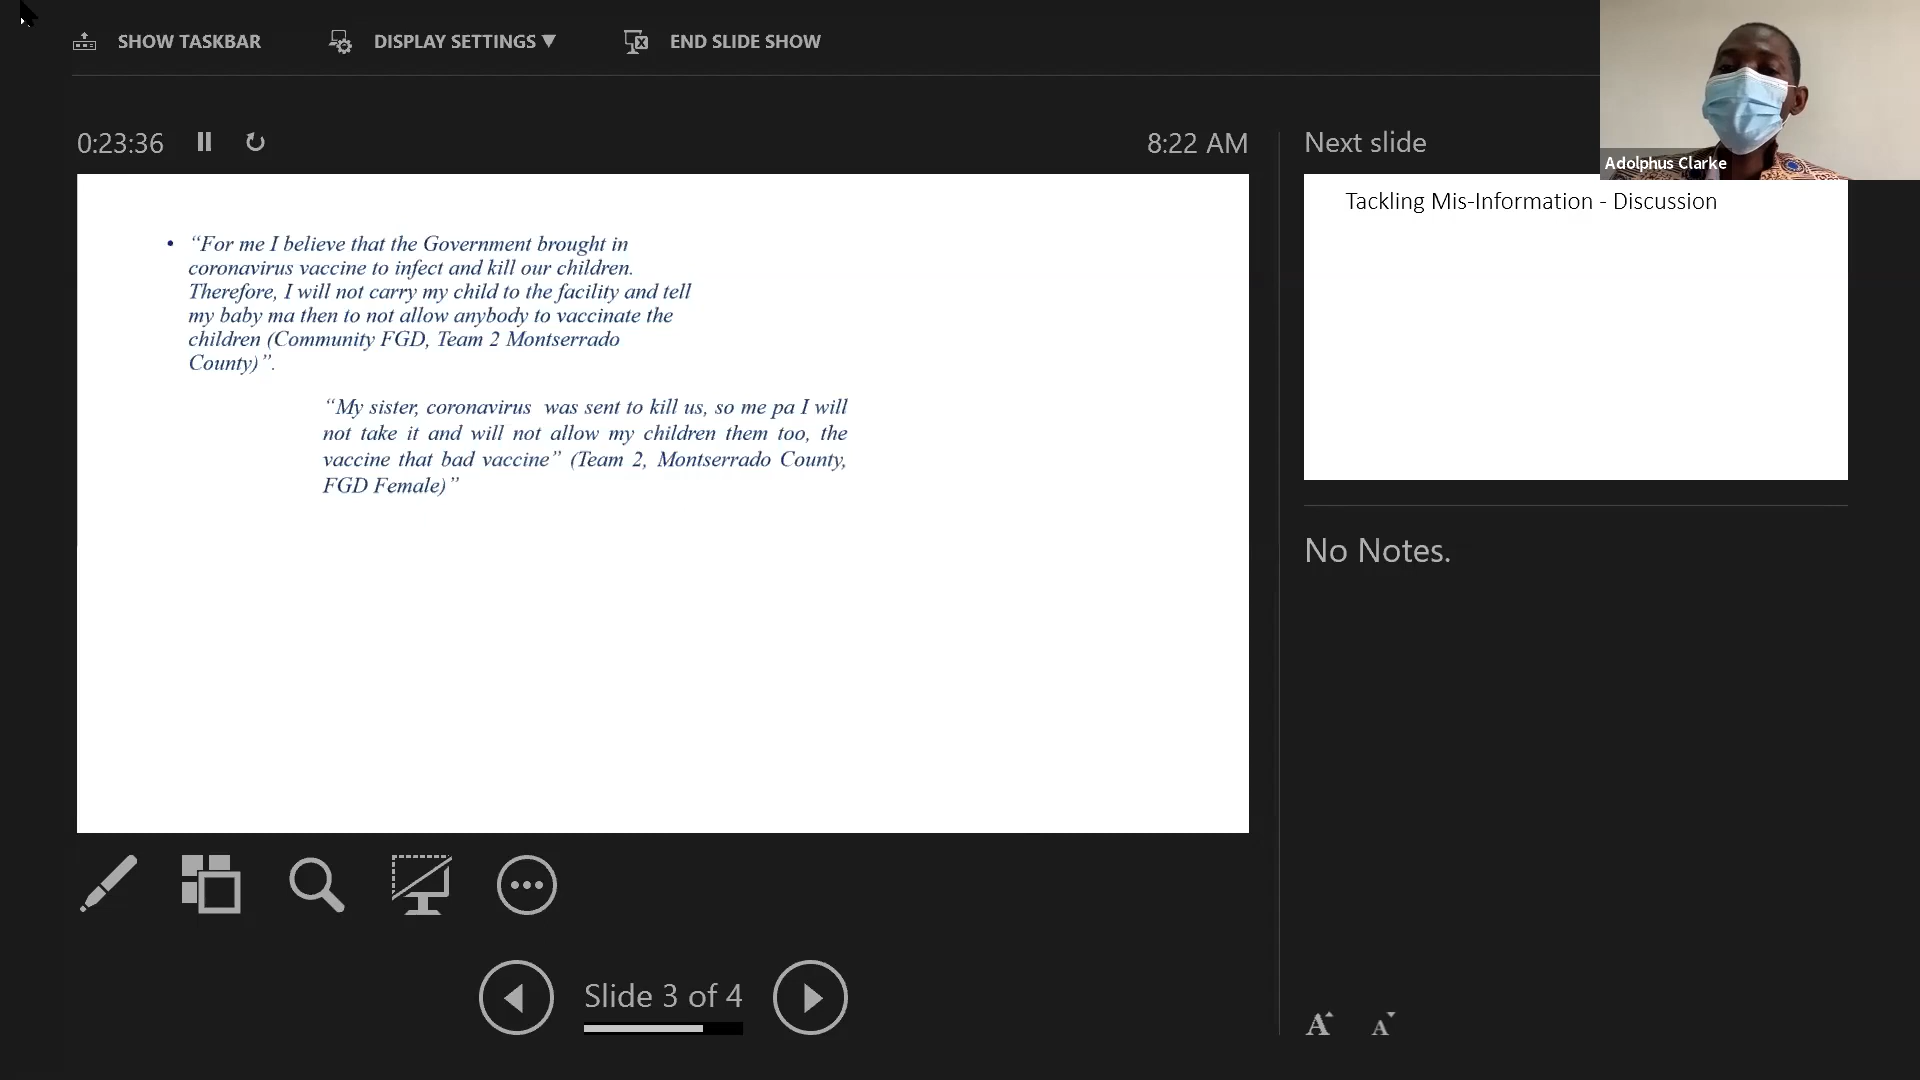 SHOW TASKBAR
DISPLAY SETTINGS ▼
END SLIDE SHOW
Adolphus Clarke
0:23:36
8:22 AM
Next slide
• “For me I believe that the Government brought in
coronavirus vaccine to infect and kill our children.
Therefore, I will not carry my child to the facility and tell
my baby ma then to not allow anybody to vaccinate the
children (Community FGD, Team 2 Montserrado
County)”.
“My sister, coronavirus was sent to kill us, so me pa I will
not take it and will not allow my children them too, the
vaccine that bad vaccine” (Team 2, Montserrado County,
FGD Female)”
Tackling Mis-Information - Discussion
No Notes.
Slide 3 of 4
A A